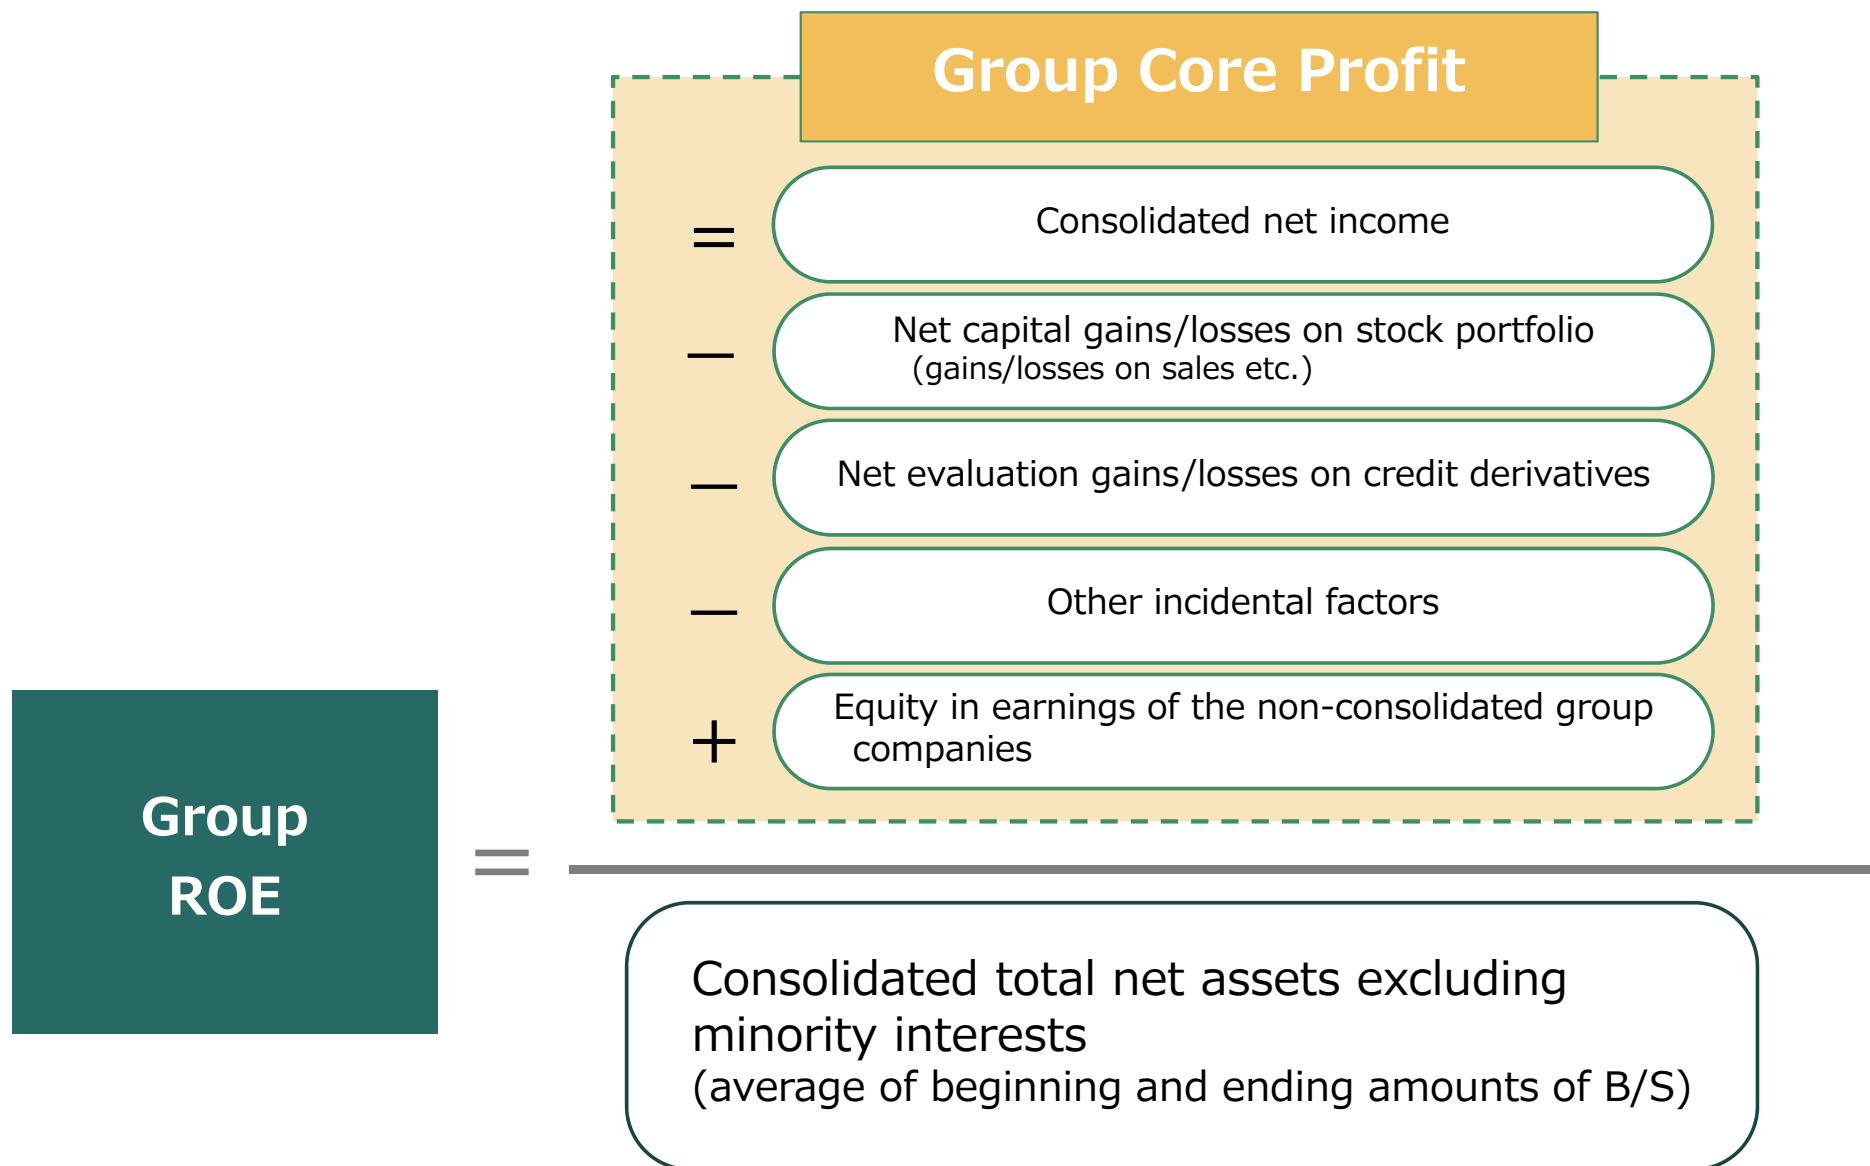 Group Core Profit
= Consolidated net income
− Net capital gains/losses on stock portfolio
(gains/losses on sales etc.)
− Net evaluation gains/losses on credit derivatives
− Other incidental factors
+ Equity in earnings of the non-consolidated group
companies
Group
ROE
=
Consolidated total net assets excluding
minority interests
(average of beginning and ending amounts of B/S)